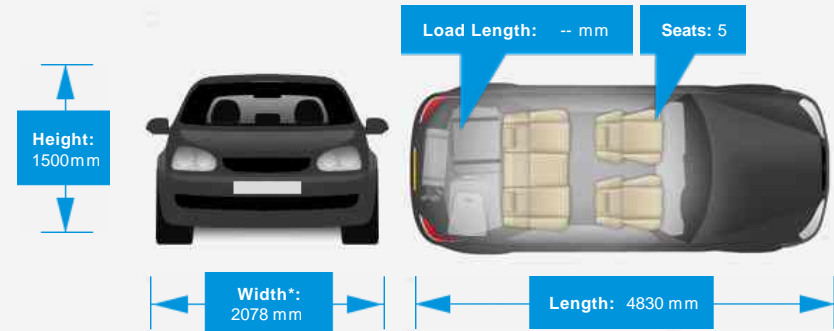 Load Length: -- mm
Seats: 5
Height:
1500mm
Width*:
2078 mm
Length: 4830 mm